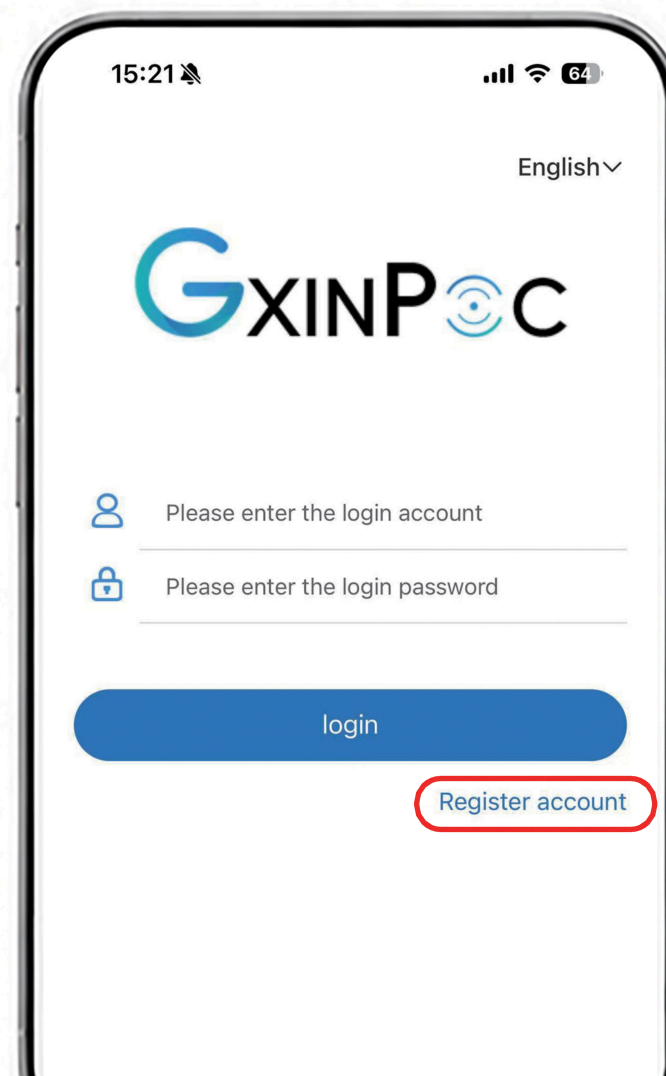 15:21
64
English
GXINPOC
Please enter the login account
Please enter the login password
login
Register account